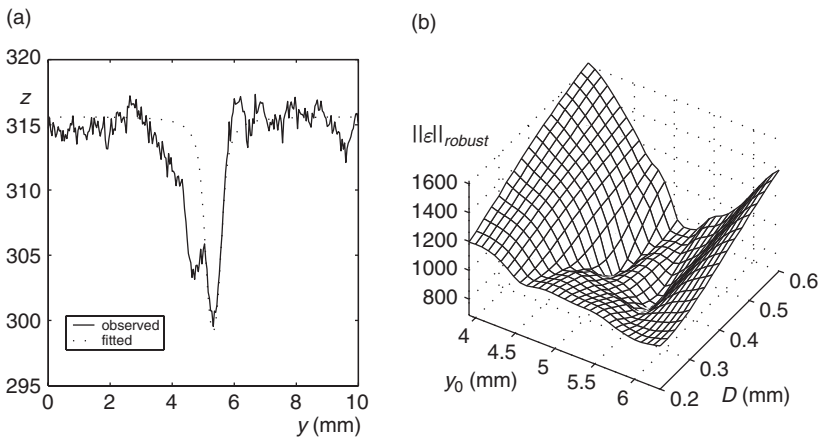 (a)
320
z
315
310
305
300
295
observed
fitted
0 2 4 6 8 10
y (mm)
(b)
||ε||robust
1600
1400
1200
1000
800
4 4.5 5 5.5 6
y0 (mm)
0.2 0.3 0.4 0.5 0.6
D (mm)